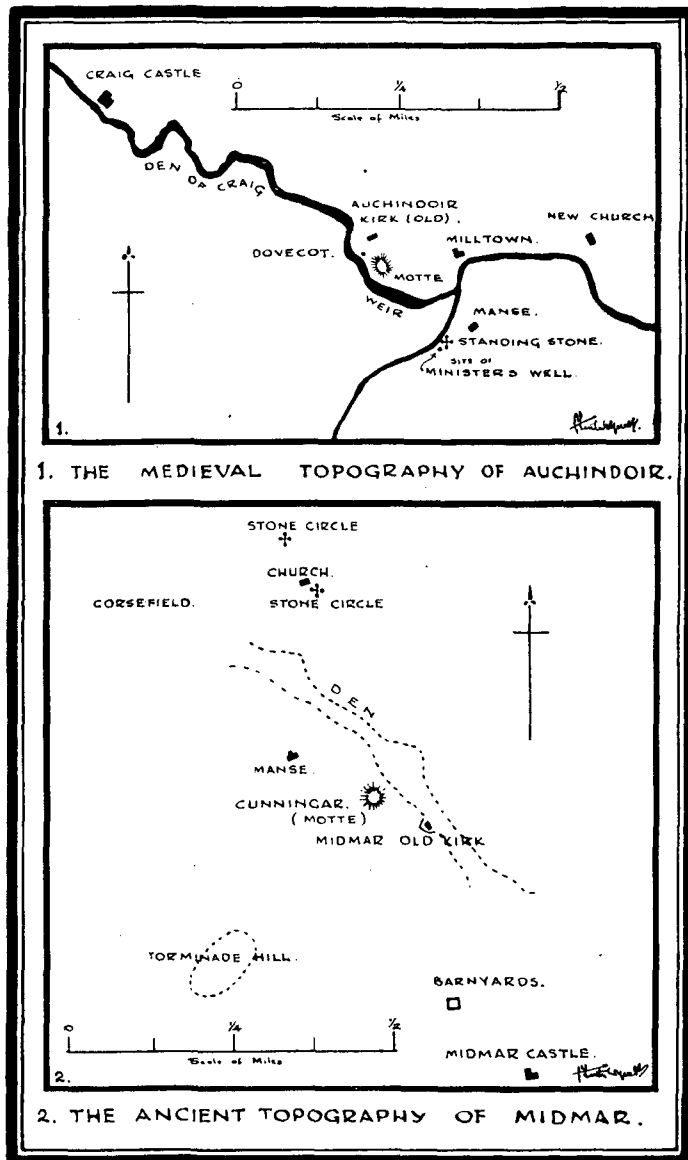 CRAIG CASTLE
0 1/4 1/2
Scale of Miles
DEN OF CRAIG
AUCHINDOIR
KIRK (OLD).
NEW CHURCH
MILLTOWN.
DOVECOT.
MOTTE
WEIR
MANSE.
STANDING STONE.
SITE OF
MINISTERS WELL.
1.
1. THE MEDIEVAL TOPOGRAPHY OF AUCHINDOIR.
STONE CIRCLE
CHURCH.
CORSEFIELD.
STONE CIRCLE
DEN
MANSE.
CUNNINGAR.
(MOTTE)
MIDMAR OLD KIRK
TORMINADE HILL.
BARNYARDS.
0 1/4 1/2
Scale of Miles
MIDMAR CASTLE.
2.
2. THE ANCIENT TOPOGRAPHY OF MIDMAR.